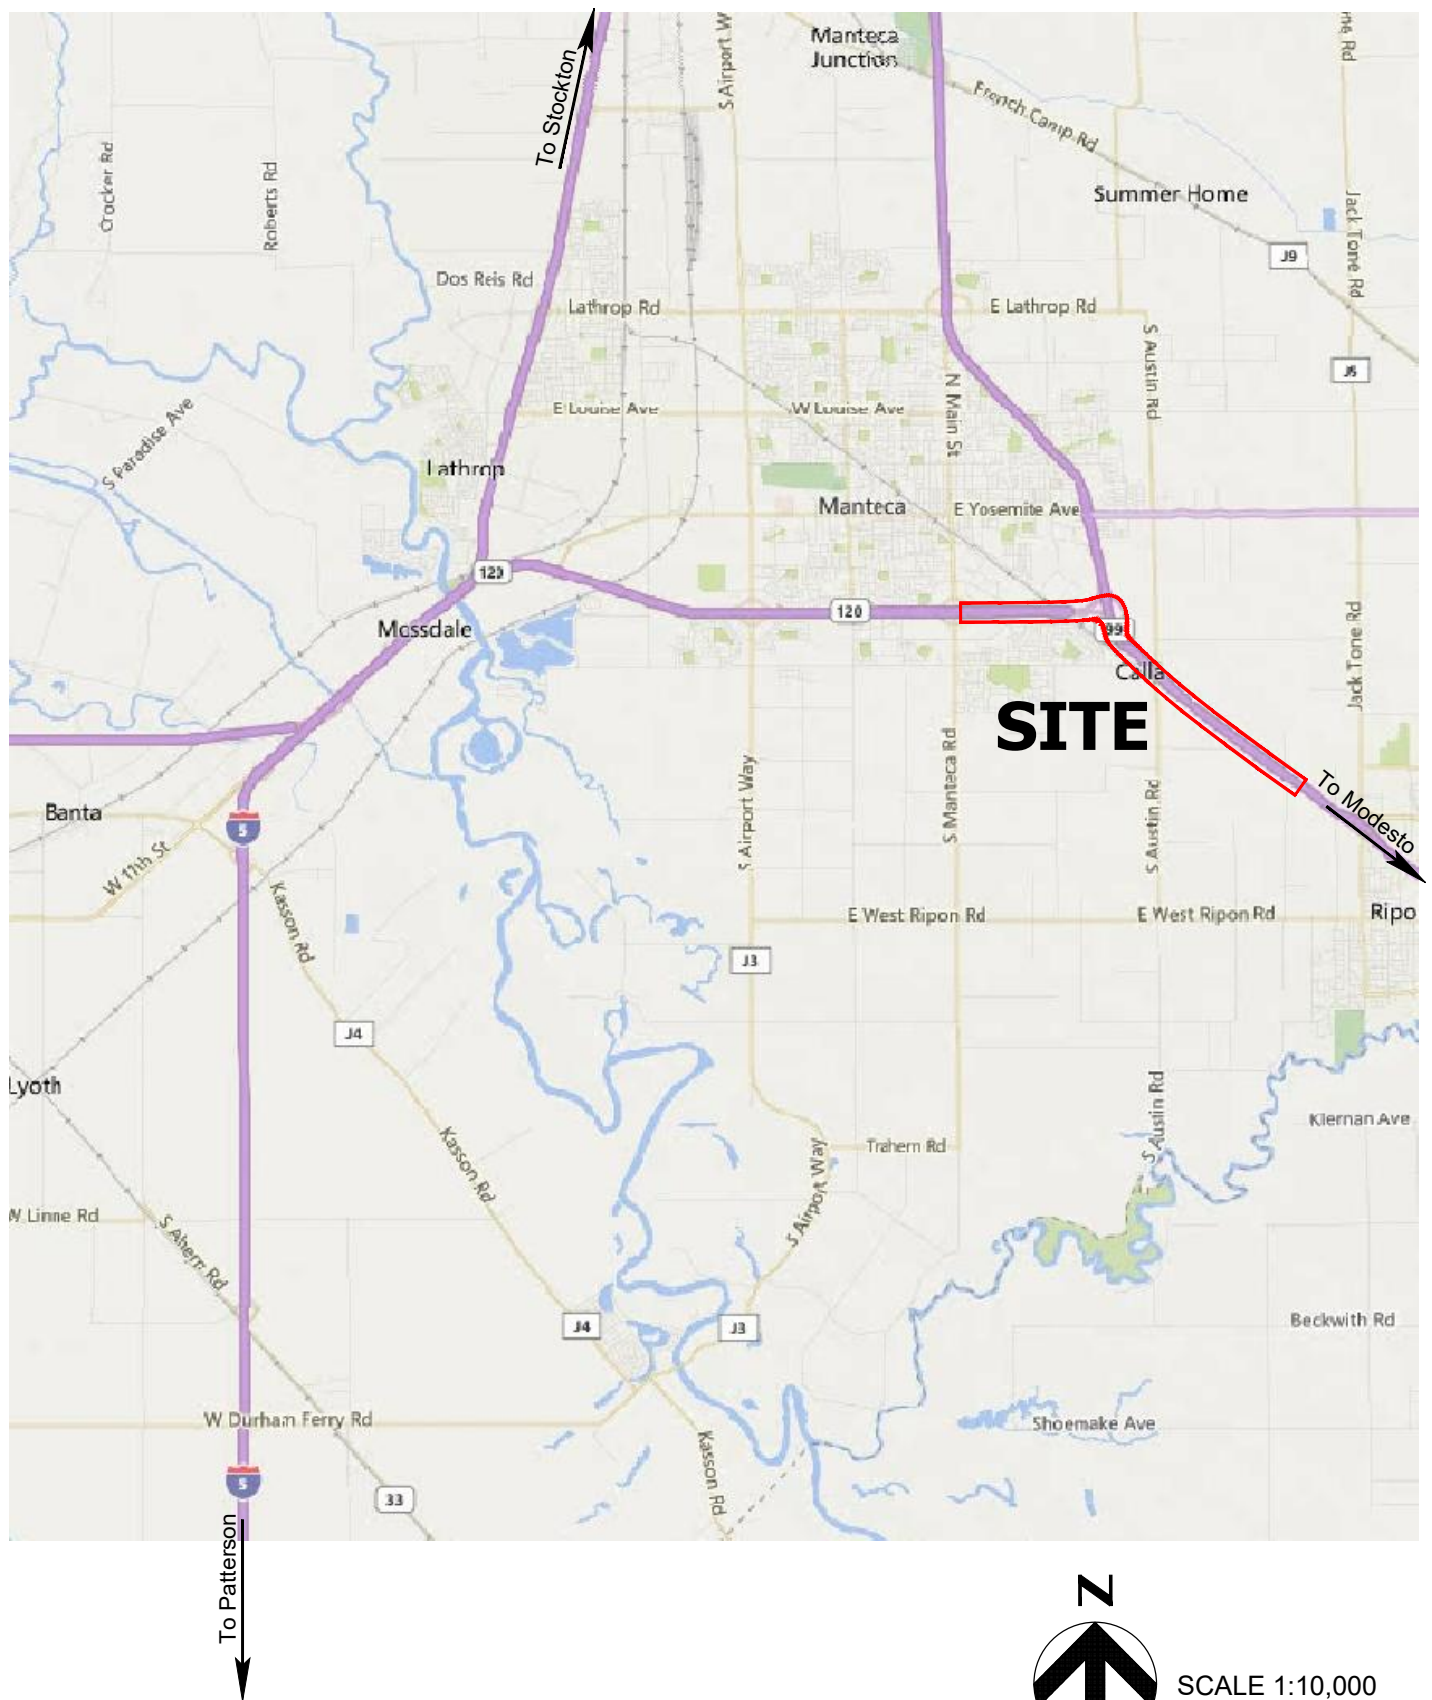 To Stockton
S Airport W
Manteca
Junction
ne Rd
French Camp Rd
Crocker Rd
Roberts Rd
Summer Home
Jack Tone Rd
J9
Dos Reis Rd
Lathrop Rd
E Lathrop Rd
S Austin Rd
J6
N Main St
S Paradise Ave
E Louise Ave
W Louise Ave
Lathrop
Manteca
E Yosemite Ave
120
120
99
Mossdale
Calla
Jack Tone Rd
SITE
S Manteca Rd
S Airport Way
S Austin Rd
To Modesto
Banta
5
W 11th St
Kasson Rd
E West Ripon Rd
E West Ripon Rd
Ripo
J3
J4
Lyoth
S Austin Rd
Kiernan Ave
Kasson Rd
Trahern Rd
S Airport Way
W Linne Rd
S Ahern Rd
J4
J3
Beckwith Rd
W Durham Ferry Rd
Shoemake Ave
Kasson Rd
5
33
To Patterson
N
SCALE 1:10,000